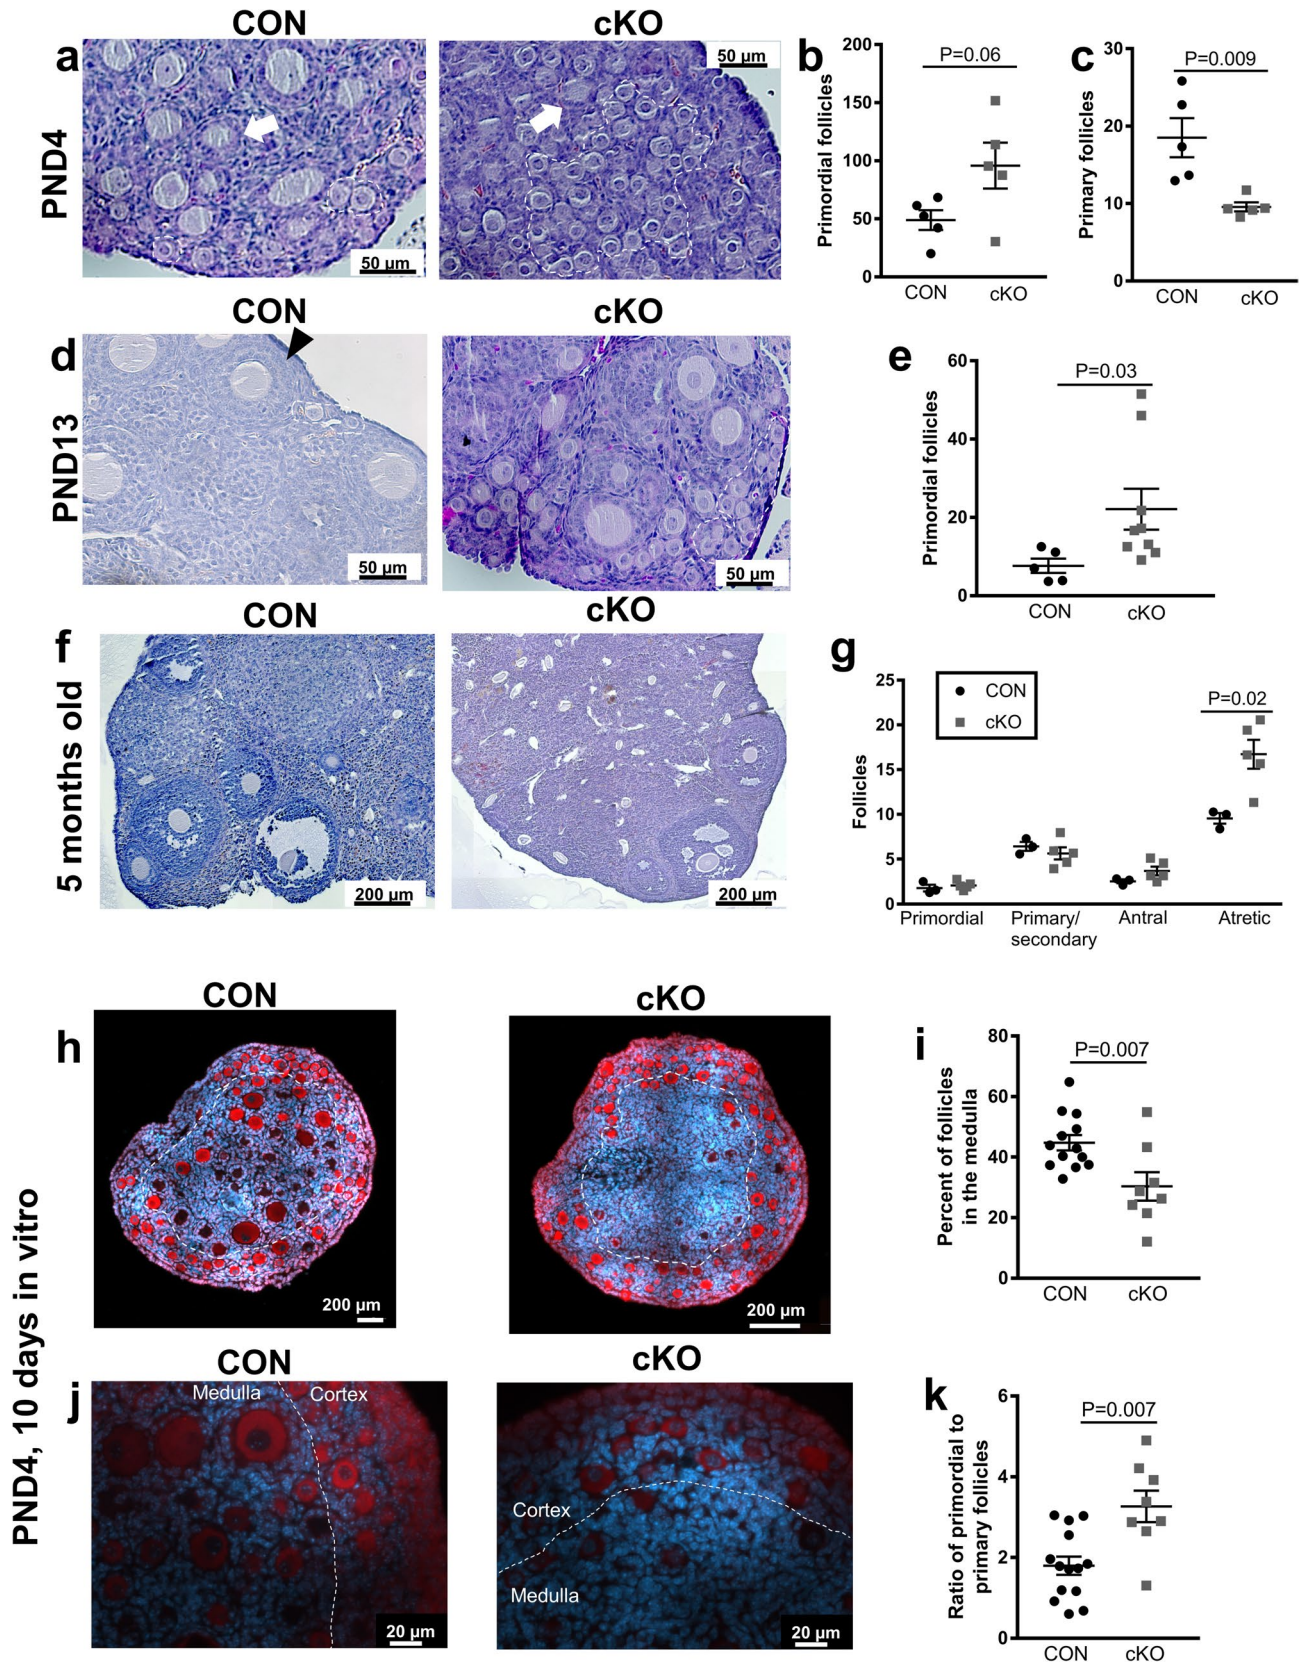 CON
cKO
a
PND4
50 µm
50 µm
b
Primordial follicles
200
150
100
50
0
P=0.06
CON
cKO
c
Primary follicles
30
20
10
0
P=0.009
CON
cKO
CON
cKO
d
PND13
50 µm
50 µm
e
Primordial follicles
60
40
20
0
P=0.03
CON
cKO
CON
cKO
f
5 months old
200 µm
200 µm
g
Follicles
25
20
15
10
5
0
CON
cKO
P=0.02
Primordial
Primary/
secondary
Antral
Atretic
PND4, 10 days in vitro
CON
cKO
h
200 µm
200 µm
i
Percent of follicles
in the medulla
80
60
40
20
0
P=0.007
CON
cKO
CON
cKO
j
Medulla
Cortex
20 µm
Cortex
Medulla
20 µm
k
Ratio of primordial to
primary follicles
6
4
2
0
P=0.007
CON
cKO